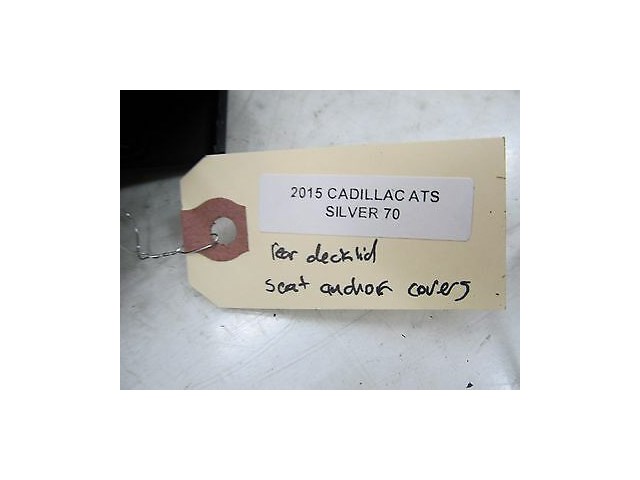 2015 CADILLAC ATS
SILVER 70
rear decklid
seat anchor covers